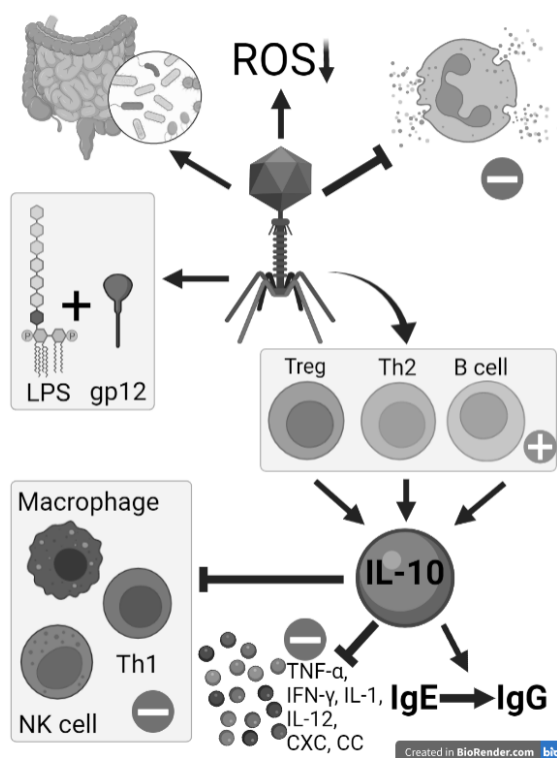 ROS
P
P
LPS
gp12
Treg
Th2
B cell
Macrophage
Th1
NK cell
IL-10
TNF-α,
IFN-γ, IL-1,
IL-12,
CXC, CC
IgE
IgG
Created in BioRender.com